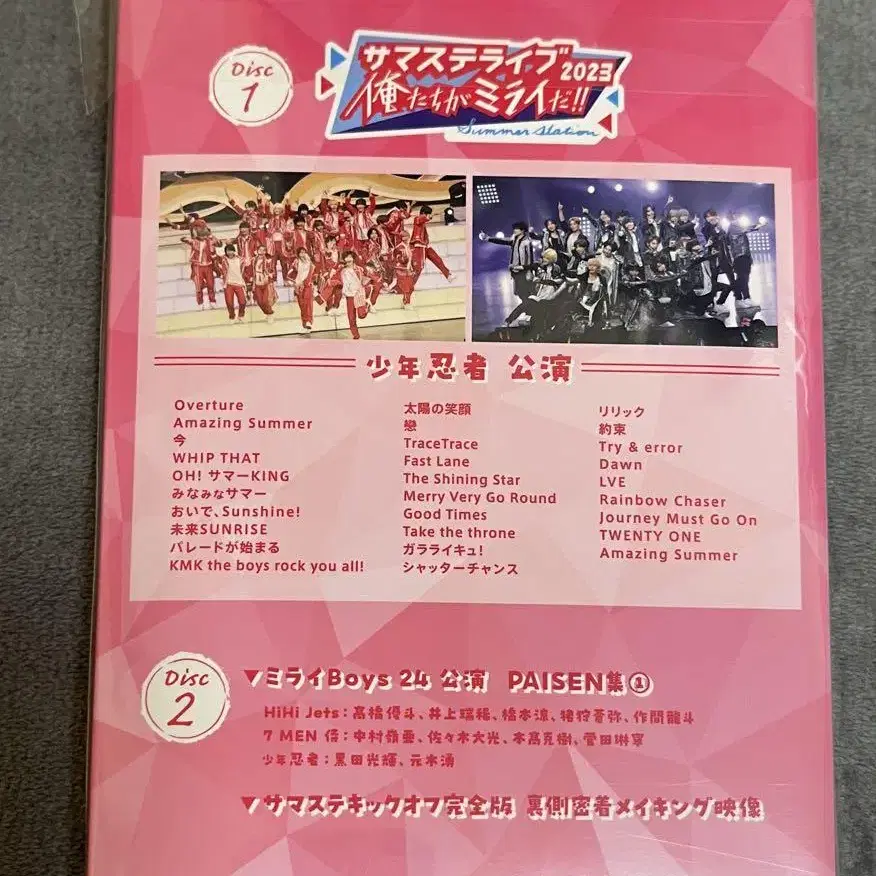 Disc 1
サマステライブ2023
俺たちがミライだ!!
Summer Station
少年忍者 公演
Overture
Amazing Summer
今
WHIP THAT
OH! サマーKING
みなみなサマー
おいで、Sunshine!
未来SUNRISE
パレードが始まる
KMK the boys rock you all!
太陽の笑顔
戀
TraceTrace
Fast Lane
The Shining Star
Merry Very Go Round
Good Times
Take the throne
ガラライキュ!
シャッターチャンス
リリック
約束
Try & error
Dawn
LVE
Rainbow Chaser
Journey Must Go On
TWENTY ONE
Amazing Summer
Disc 2
▼ミライBoys 24 公演 PAISEN集①
HiHi Jets:髙橋優斗、井上瑞稀、橋本涼、猪狩蒼弥、作間龍斗
7 MEN 侍:中村嶺亜、佐々木大光、本髙克樹、菅田琳寧
少年忍者:黒田光輝、元木湧
▼サマステキックオフ完全版 裏側密着メイキング映像